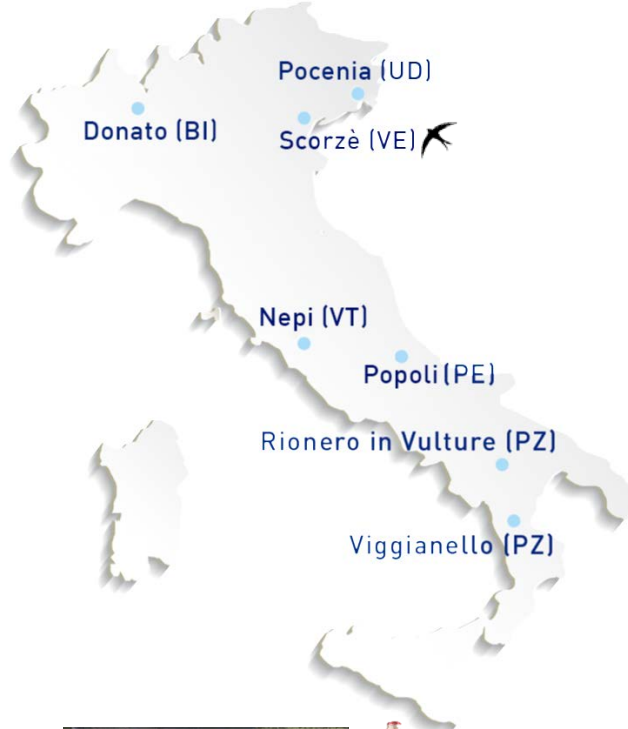 Pocenia (UD)
Donato (BI)
Scorzè (VE)
Nepi (VT)
Popoli (PE)
Rionero in Vulture (PZ)
Viggianello (PZ)